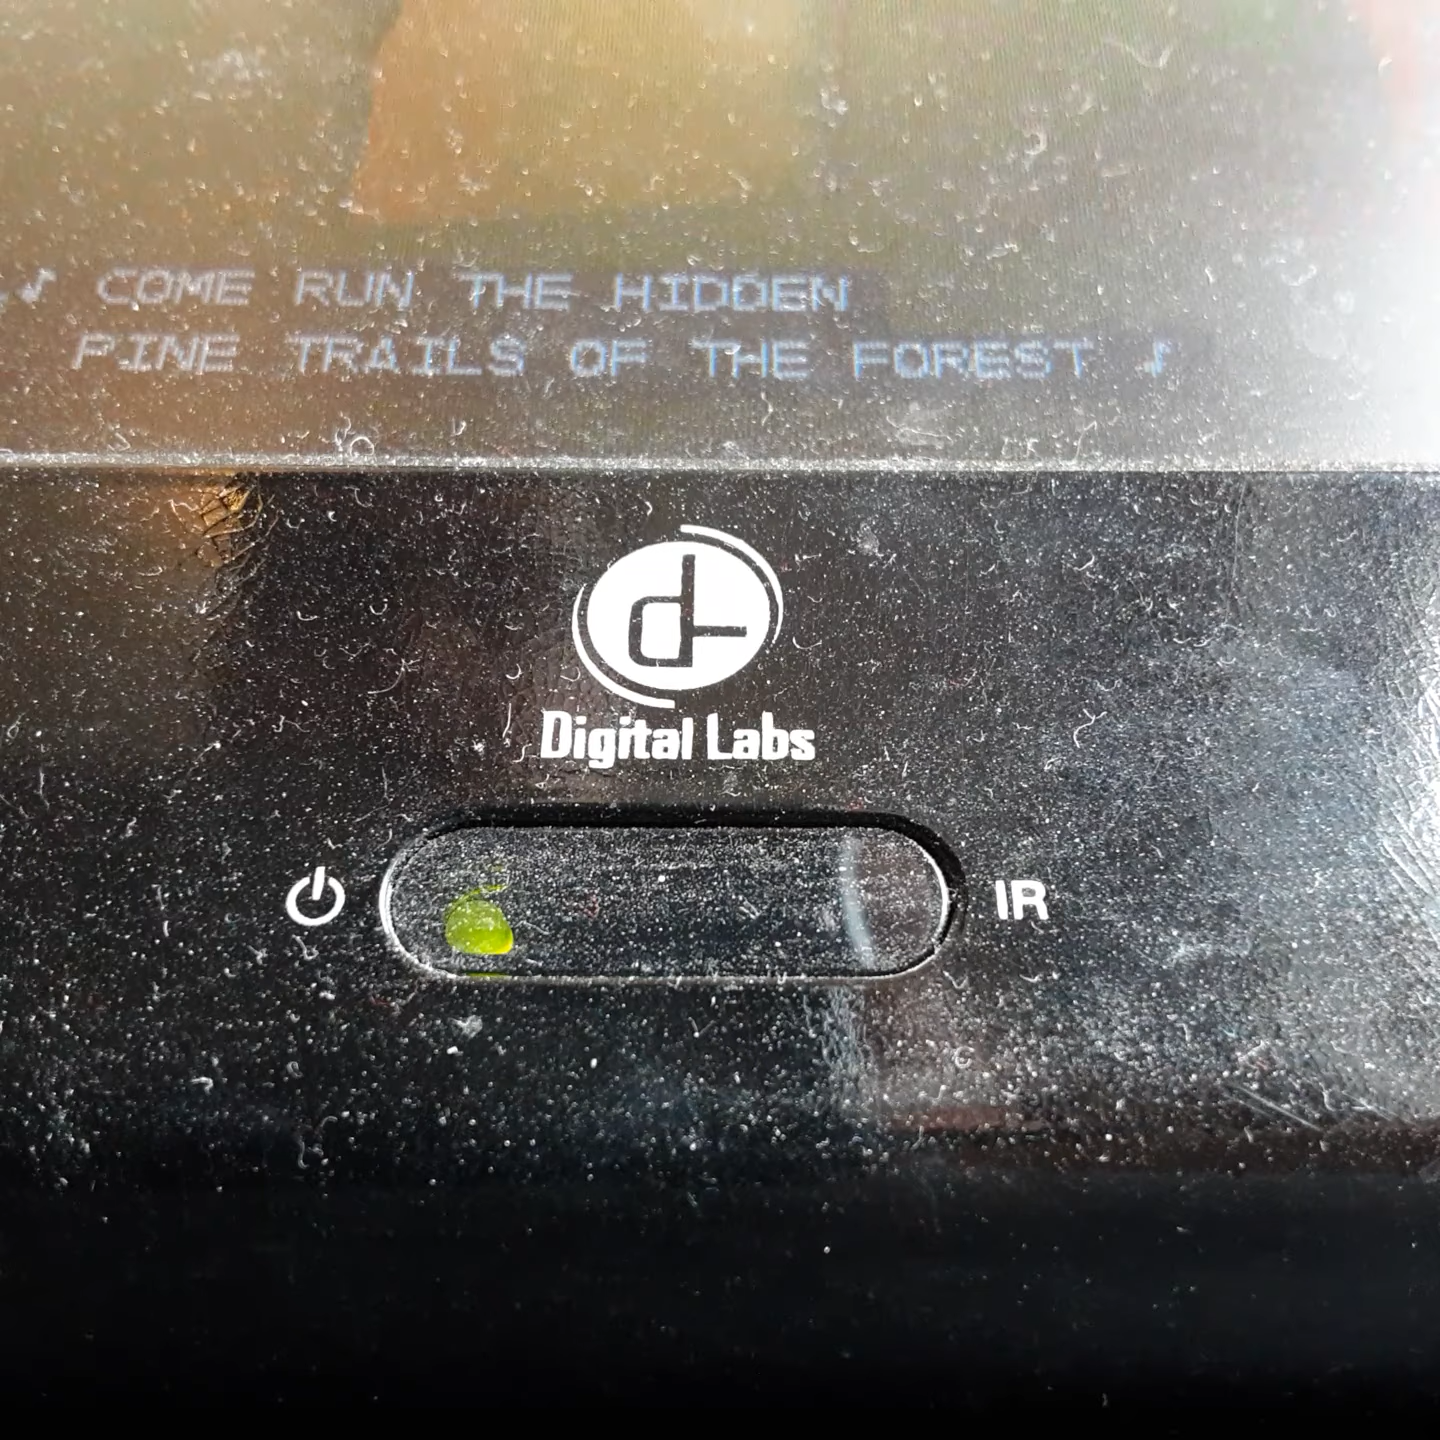 ♪ COME RUN THE HIDDEN
PINE TRAILS OF THE FOREST ♪
Digital Labs
IR